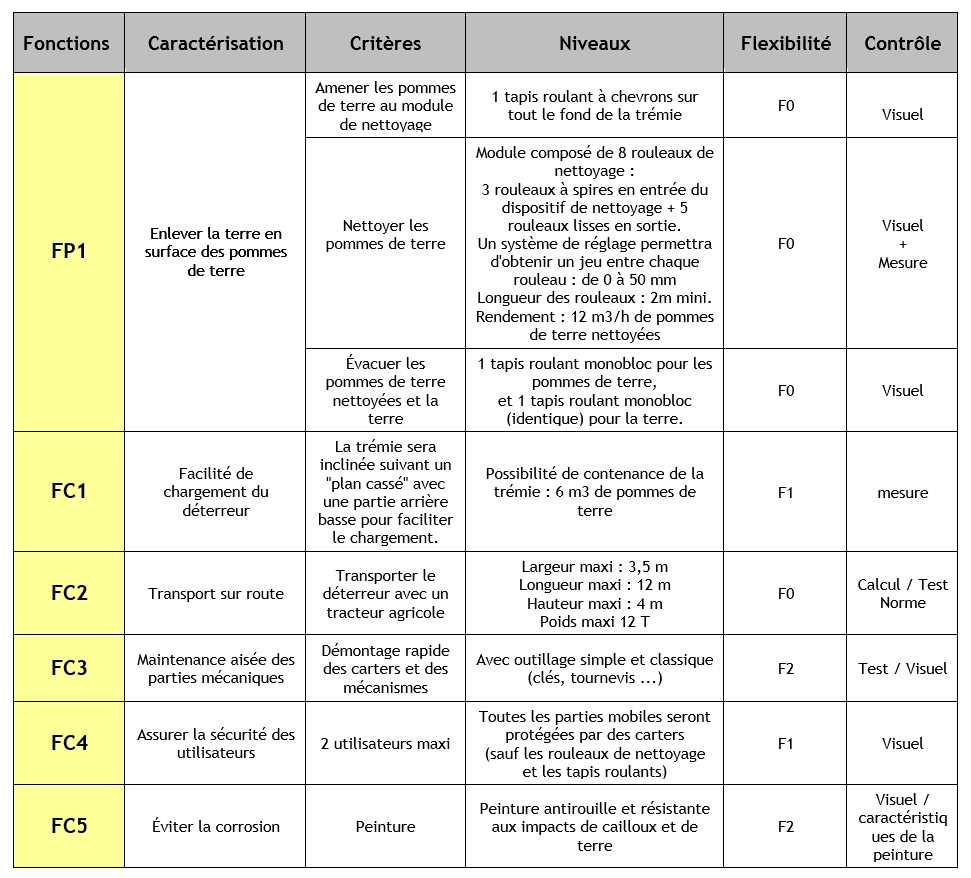 Fonctions Caractérisation Critères Niveaux Flexibilité Contrôle
FP1
Enlever la terre en
surface des pommes
de terre
Amener les pommes
de terre au module
de nettoyage
1 tapis roulant à chevrons sur
tout le fond de la trémie
F0
Visuel
Nettoyer les
pommes de terre
Module composé de 8 rouleaux de
nettoyage :
3 rouleaux à spires en entrée du
dispositif de nettoyage + 5
rouleaux lisses en sortie.
Un système de réglage permettra
d'obtenir un jeu entre chaque
rouleau : de 0 à 50 mm
Longueur des rouleaux : 2m mini.
Rendement : 12 m3/h de pommes
de terre nettoyées
F0
Visuel
+
Mesure
Évacuer les
pommes de terre
nettoyées et la
terre
1 tapis roulant monobloc pour les
pommes de terre,
et 1 tapis roulant monobloc
(identique) pour la terre.
F0
Visuel
FC1
Facilité de
chargement du
déterreur
La trémie sera
inclinée suivant un
"plan cassé" avec
une partie arrière
basse pour faciliter
le chargement.
Possibilité de contenance de la
trémie : 6 m3 de pommes de
terre
F1
mesure
FC2
Transport sur route
Transporter le
déterreur avec un
tracteur agricole
Largeur maxi : 3,5 m
Longueur maxi : 12 m
Hauteur maxi : 4 m
Poids maxi 12 T
F0
Calcul / Test
Norme
FC3
Maintenance aisée des
parties mécaniques
Démontage rapide
des carters et des
mécanismes
Avec outillage simple et classique
(clés, tournevis ...)
F2
Test / Visuel
FC4
Assurer la sécurité des
utilisateurs
2 utilisateurs maxi
Toutes les parties mobiles seront
protégées par des carters
(sauf les rouleaux de nettoyage
et les tapis roulants)
F1
Visuel
FC5
Éviter la corrosion
Peinture
Peinture antirouille et résistante
aux impacts de cailloux et de
terre
F2
Visuel /
caractéristiq
ues de la
peinture